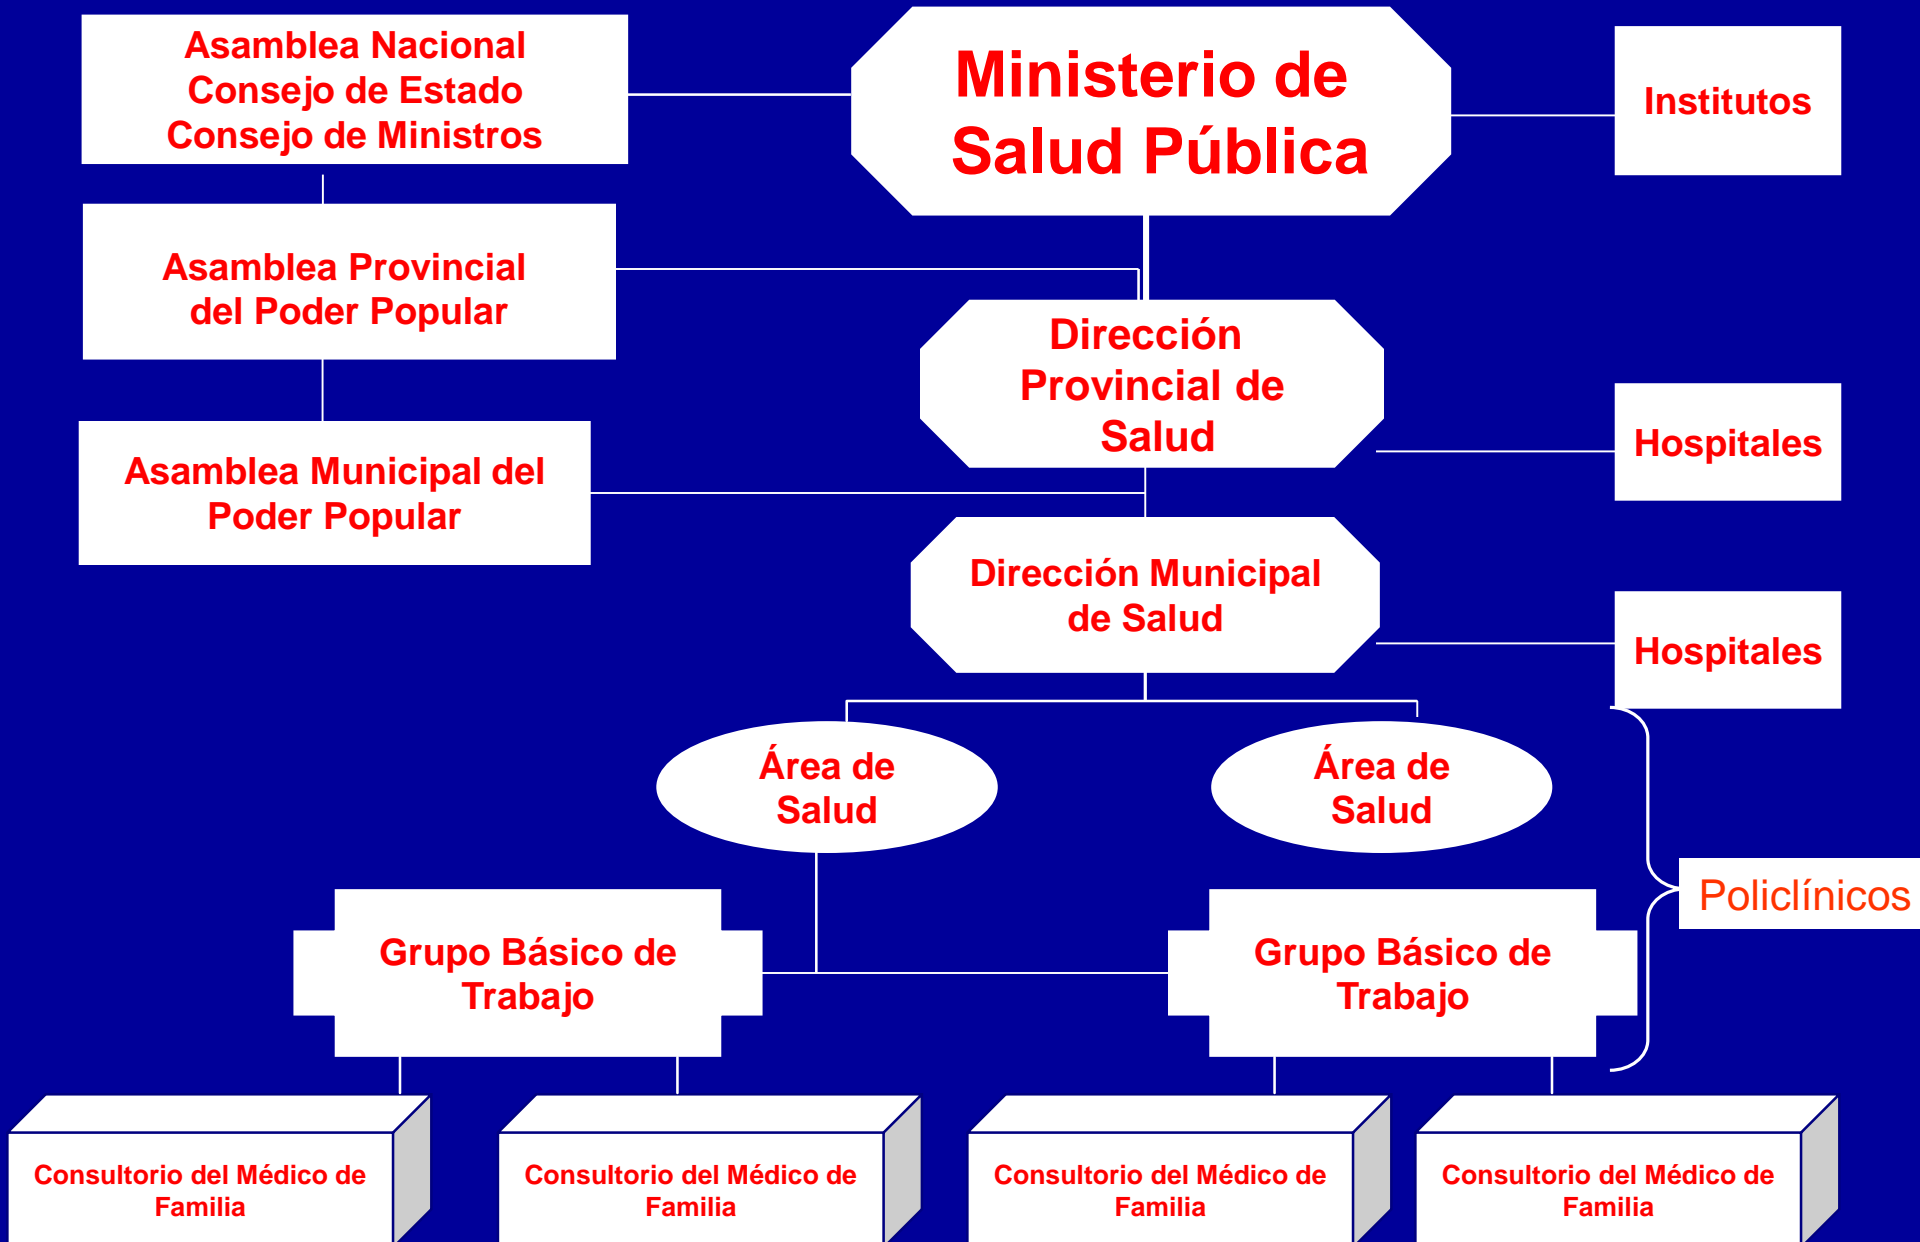 Asamblea Nacional
Consejo de Estado
Consejo de Ministros
Ministerio de
Salud Pública
Institutos
Asamblea Provincial
del Poder Popular
Dirección
Provincial de
Salud
Hospitales
Asamblea Municipal del
Poder Popular
Dirección Municipal
de Salud
Hospitales
Área de
Salud
Área de
Salud
Policlínicos
Grupo Básico de
Trabajo
Grupo Básico de
Trabajo
Consultorio del Médico de
Familia
Consultorio del Médico de
Familia
Consultorio del Médico de
Familia
Consultorio del Médico de
Familia